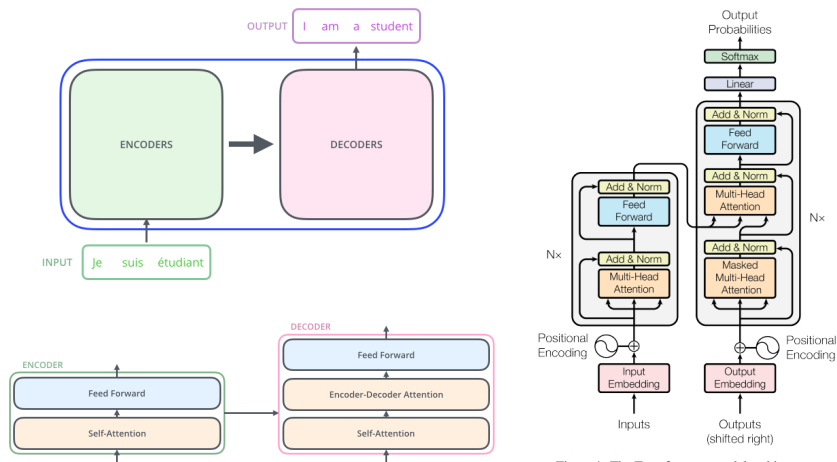 OUTPUT I am a student
ENCODERS
DECODERS
INPUT Je suis étudiant
DECODER
Feed Forward
ENCODER
Feed Forward
Encoder-Decoder Attention
Self-Attention
Self-Attention
Output
Probabilities
Softmax
Linear
Add & Norm
Feed
Forward
Add & Norm
Add & Norm
Multi-Head
Attention
Feed
Forward
N×
Add & Norm
N×
Add & Norm
Masked
Multi-Head
Attention
Multi-Head
Attention
Positional
Encoding
Positional
Encoding
Input
Embedding
Output
Embedding
Inputs
Outputs
(shifted right)